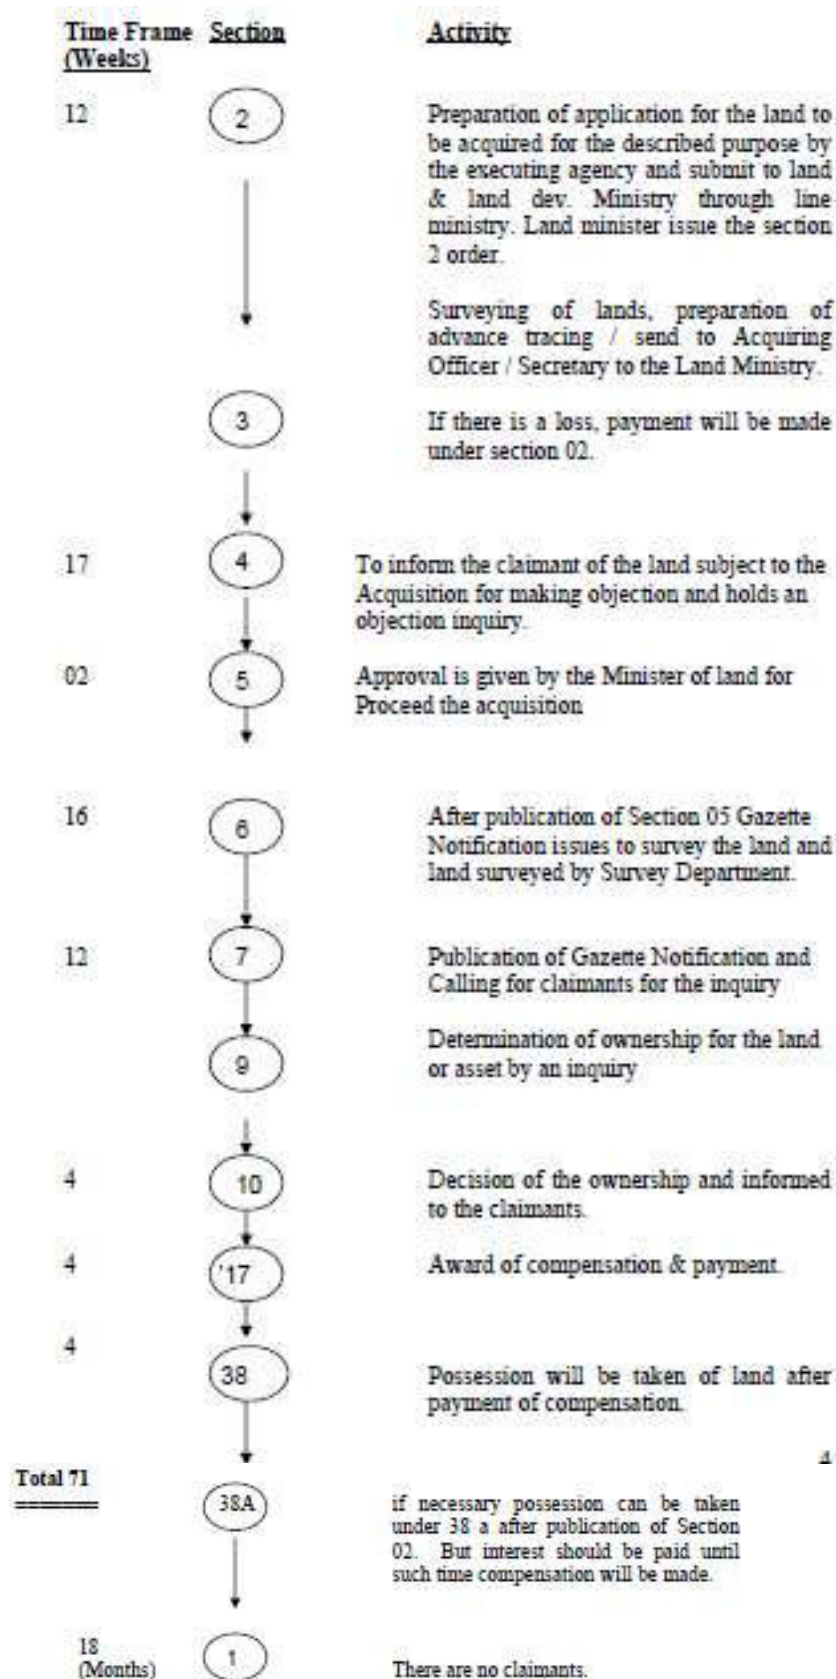 Time Frame Section Activity
(Weeks)
12 2 Preparation of application for the land to
be acquired for the described purpose by
the executing agency and submit to land
& land dev. Ministry through line
ministry. Land minister issue the section
2 order.
Surveying of lands, preparation of
advance tracing / send to Acquiring
Officer / Secretary to the Land Ministry.
3 If there is a loss, payment will be made
under section 02.
17 4 To inform the claimant of the land subject to the
Acquisition for making objection and holds an
objection inquiry.
02 5 Approval is given by the Minister of land for
Proceed the acquisition
16 6 After publication of Section 05 Gazette
Notification issues to survey the land and
land surveyed by Survey Department.
12 7 Publication of Gazette Notification and
Calling for claimants for the inquiry
9 Determination of ownership for the land
or asset by an inquiry
4 10 Decision of the ownership and informed
to the claimants.
4 '17 Award of compensation & payment.
4
38 Possession will be taken of land after
payment of compensation.
4
Total 71
38A if necessary possession can be taken
under 38 a after publication of Section
02. But interest should be paid until
such time compensation will be made.
18
(Months) 1 There are no claimants.